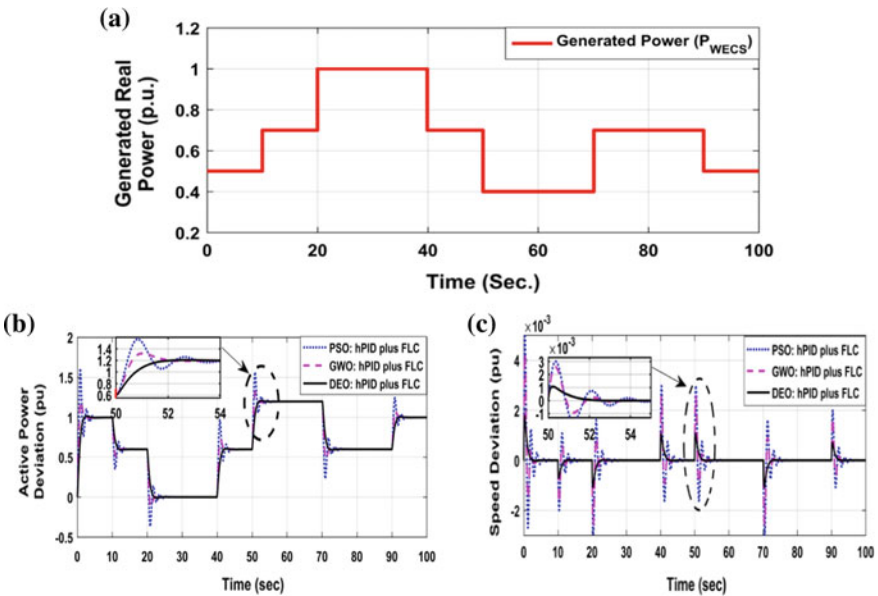 (a)
1.2
1
0.8
0.6
0.4
0.2
Generated Real
Power (p.u.)
Generated Power (P_WECS)
0 20 40 60 80 100
Time (Sec.)
(b)
2
1.5
1
0.5
0
-0.5
Active Power
Deviation (pu)
1.4
1.2
1.0
0.8
0.6
50 52 54
PSO: hPID plus FLC
GWO: hPID plus FLC
DEO: hPID plus FLC
0 10 20 30 40 50 60 70 80 90 100
Time (sec)
(c)
×10⁻³
4
2
0
-2
Speed Deviation (pu)
×10⁻³
3
2
1
0
-1
50 52 54
PSO: hPID plus FLC
GWO: hPID plus FLC
DEO: hPID plus FLC
0 10 20 30 40 50 60 70 80 90 100
Time (sec)